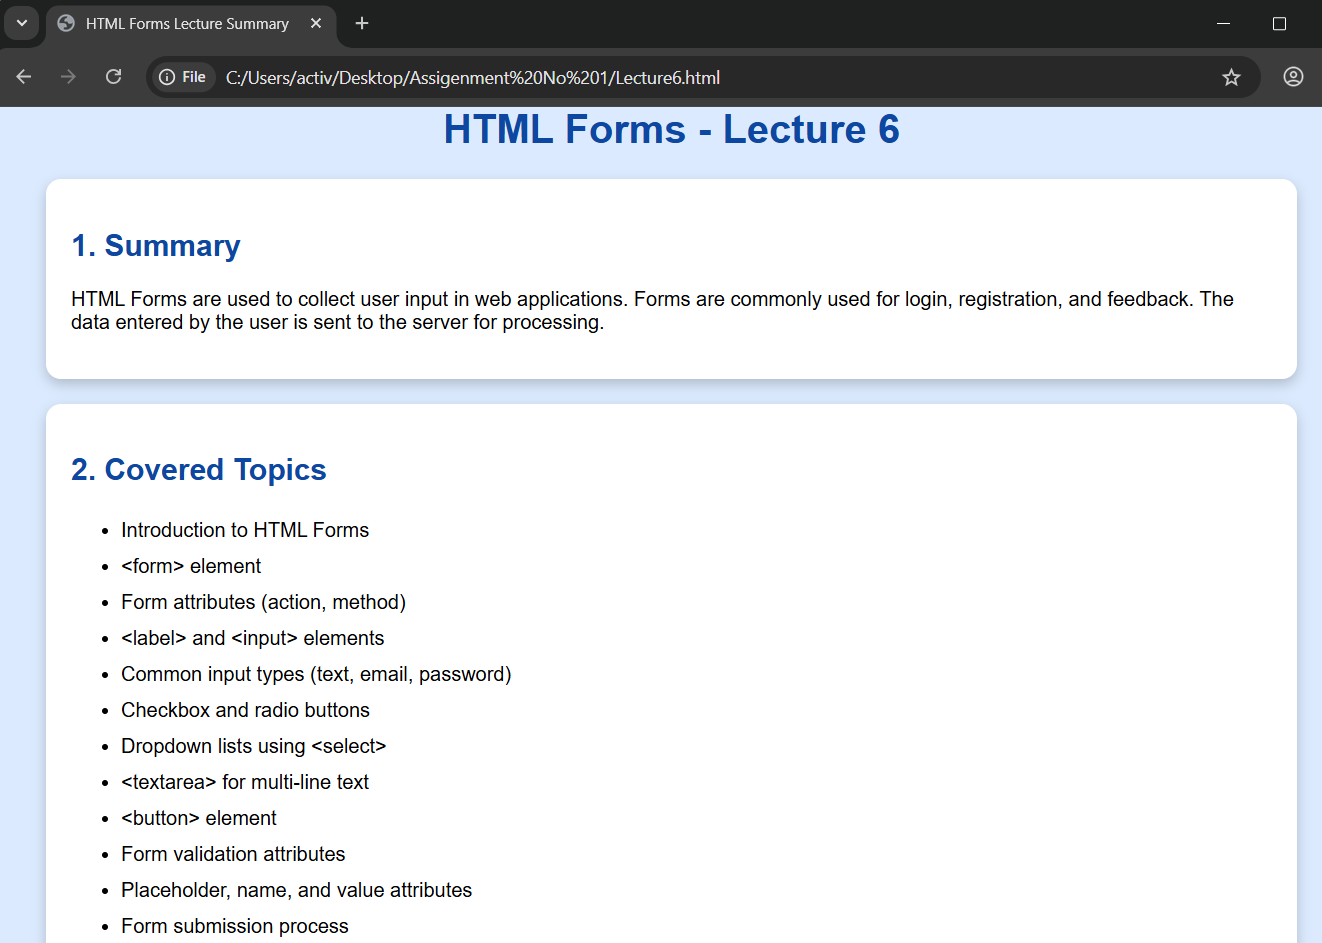 HTML Forms Lecture Summary
File C:/Users/activ/Desktop/Assigenment%20No%201/Lecture6.html
HTML Forms - Lecture 6
1. Summary
HTML Forms are used to collect user input in web applications. Forms are commonly used for login, registration, and feedback. The
data entered by the user is sent to the server for processing.
2. Covered Topics
• Introduction to HTML Forms
• <form> element
• Form attributes (action, method)
• <label> and <input> elements
• Common input types (text, email, password)
• Checkbox and radio buttons
• Dropdown lists using <select>
• <textarea> for multi-line text
• <button> element
• Form validation attributes
• Placeholder, name, and value attributes
• Form submission process